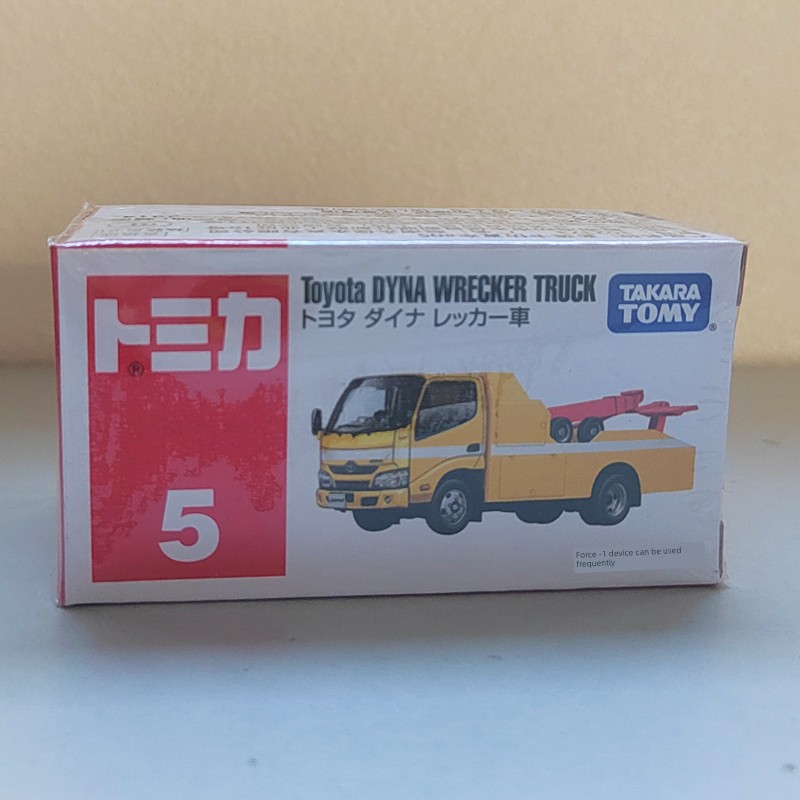 トミカ
®
5
Toyota DYNA WRECKER TRUCK
トヨタ ダイナ レッカー車
TAKARA
TOMY
®
Force -1 device can be used
frequently